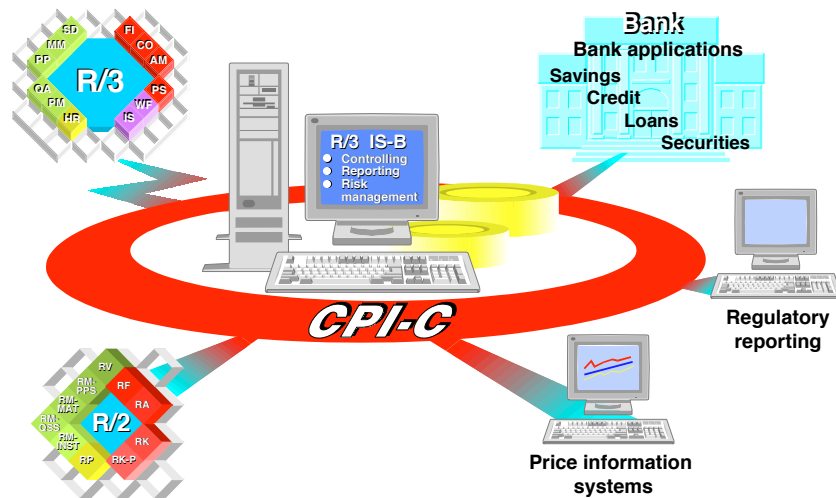 SD
MM
PP
FI
CO
AM
R/3
QA
PM
HR
PS
WF
IS
Bank
Bank applications
Savings
Credit
Loans
Securities
R/3 IS-B
Controlling
Reporting
Risk
management
CPI-C
Regulatory
reporting
RV
RM-
PPS
RM-
MAT
RM-
QSS
RM-
INST
RP
RF
RA
RK
RK-P
R/2
Price information
systems